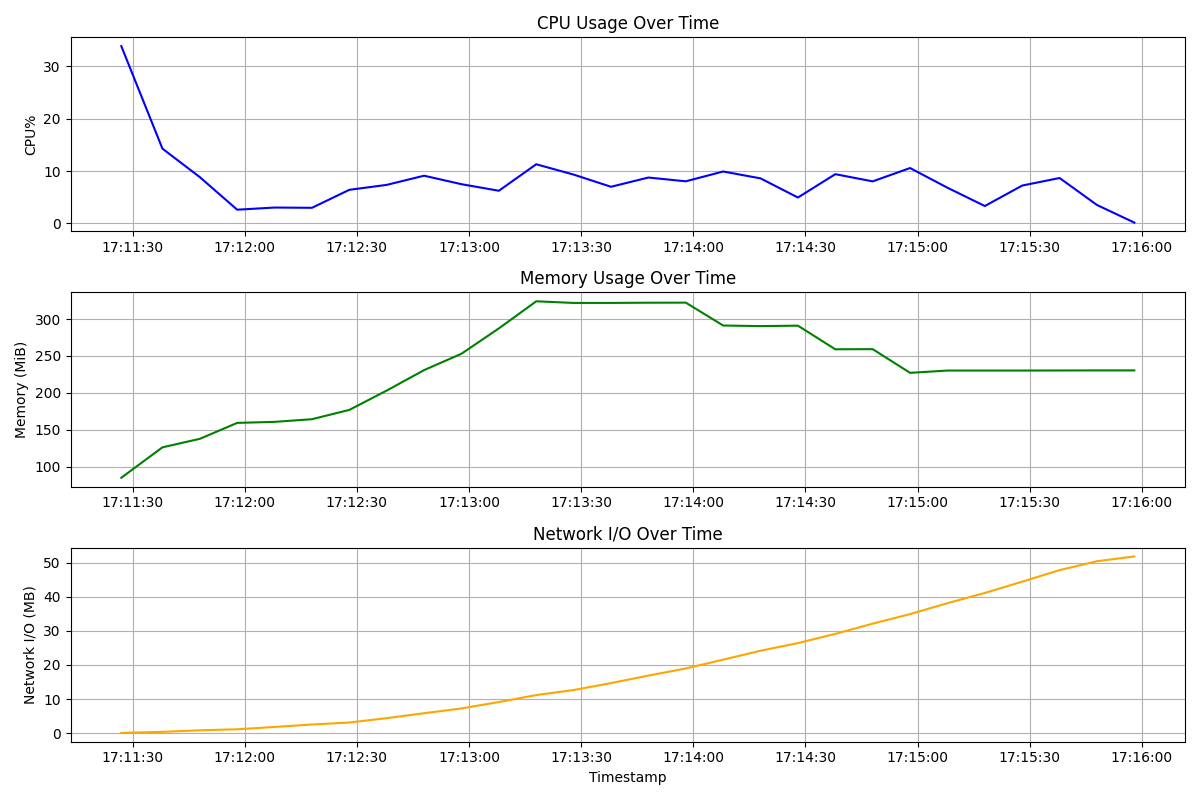 CPU Usage Over Time
CPU%
30
20
10
0
17:11:30 17:12:00 17:12:30 17:13:00 17:13:30 17:14:00 17:14:30 17:15:00 17:15:30 17:16:00
Memory Usage Over Time
Memory (MiB)
300
250
200
150
100
17:11:30 17:12:00 17:12:30 17:13:00 17:13:30 17:14:00 17:14:30 17:15:00 17:15:30 17:16:00
Network I/O Over Time
Network I/O (MB)
50
40
30
20
10
0
17:11:30 17:12:00 17:12:30 17:13:00 17:13:30 17:14:00 17:14:30 17:15:00 17:15:30 17:16:00
Timestamp